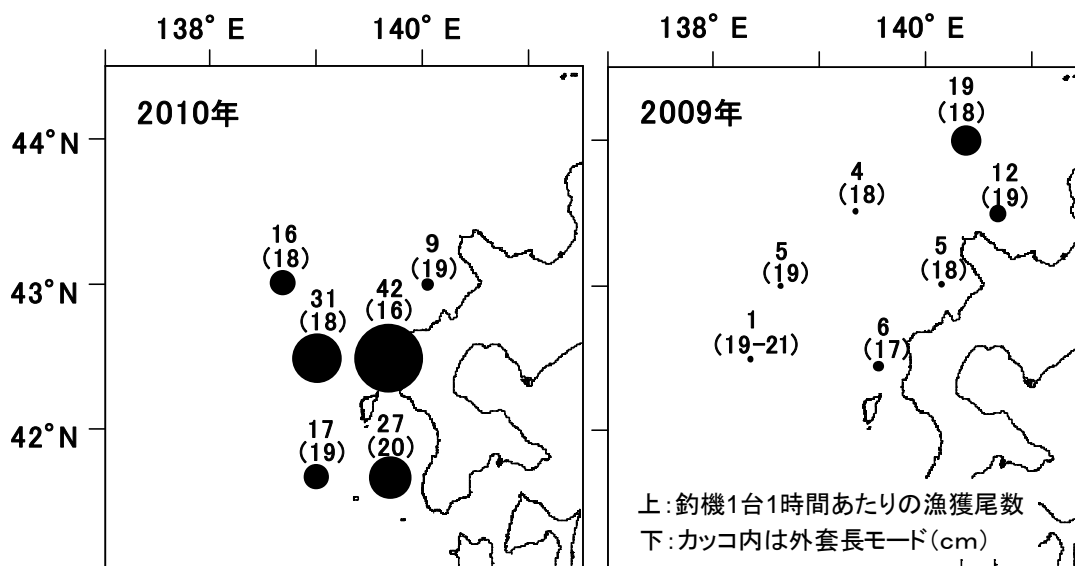 138° E
140° E
138° E
140° E
44°N
43°N
42°N
2010年
16
(18)
9
(19)
31
(18)
42
(16)
17
(19)
27
(20)
2009年
19
(18)
4
(18)
12
(19)
5
(19)
5
(18)
1
(19-21)
6
(17)
上:釣機1台1時間あたりの漁獲尾数
下:カッコ内は外套長モード(cm)